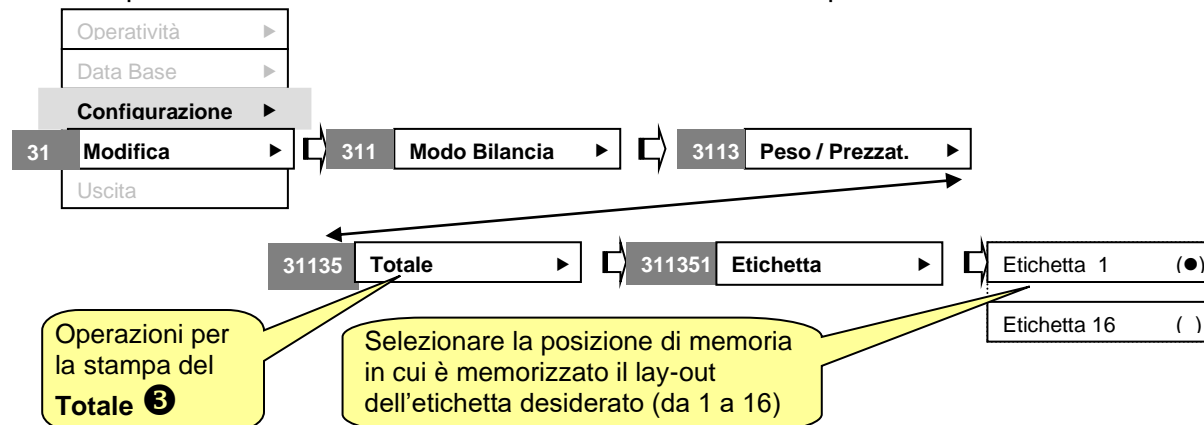 Operatività ►
Data Base ►
Configurazione ►
31 Modifica ► 311 Modo Bilancia ► 3113 Peso / Prezzat. ►
Uscita
31135 Totale ► 311351 Etichetta ► Etichetta 1 (●)
Etichetta 16 ( )
Operazioni per
la stampa del
Totale ❸
Selezionare la posizione di memoria
in cui è memorizzato il lay-out
dell'etichetta desiderato (da 1 a 16)